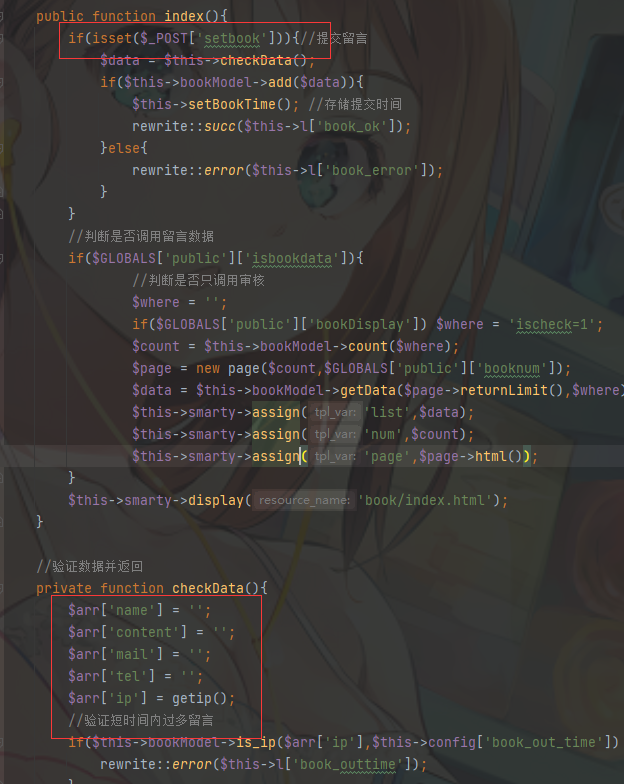 public function index(){
if(isset($_POST['setbook'])){//提交留言
$data = $this->checkData();
if($this->bookModel->add($data)){
$this->setBookTime(); //存储提交时间
rewrite::succ($this->l['book_ok']);
}else{
rewrite::error($this->l['book_error']);
}
}
//判断是否调用留言数据
if($GLOBALS['public']['isbookdata']){
//判断是否只调用审核
$where = '';
if($GLOBALS['public']['bookDisplay']) $where = 'ischeck=1';
$count = $this->bookModel->count($where);
$page = new page($count,$GLOBALS['public']['booknum']);
$data = $this->bookModel->getData($page->returnLimit(),$where)
$this->smarty->assign( tpl_var: 'list',$data);
$this->smarty->assign( tpl_var: 'num',$count);
$this->smarty->assign( tpl_var: 'page',$page->html());
}
$this->smarty->display( resource_name: 'book/index.html');
}
//验证数据并返回
private function checkData(){
$arr['name'] = '';
$arr['content'] = '';
$arr['mail'] = '';
$arr['tel'] = '';
$arr['ip'] = getip();
//验证短时间内过多留言
if($this->bookModel->is_ip($arr['ip'],$this->config['book_out_time'])
rewrite::error($this->l['book_outtime']);
}